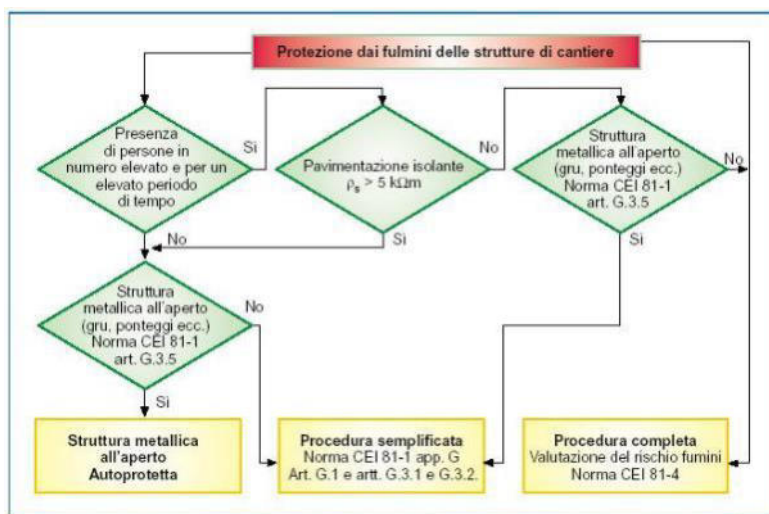 Protezione dai fulmini delle strutture di cantiere
Presenza
di persone in
numero elevato e per un
elevato periodo
di tempo
Sì
Pavimentazione isolante
ρs > 5 kΩm
No
Struttura
metallica all'aperto
(gru, ponteggi ecc.)
Norma CEI 81-1
art. G.3.5
No
No
Sì
Sì
Struttura
metallica all'aperto
(gru, ponteggi ecc.)
Norma CEI 81-1
art. G.3.5
No
Sì
Struttura metallica
all'aperto
Autoprotetta
Procedura semplificata
Norma CEI 81-1 app. G
Art. G.1 e artt. G.3.1 e G.3.2.
Procedura completa
Valutazione del rischio fumini
Norma CEI 81-4